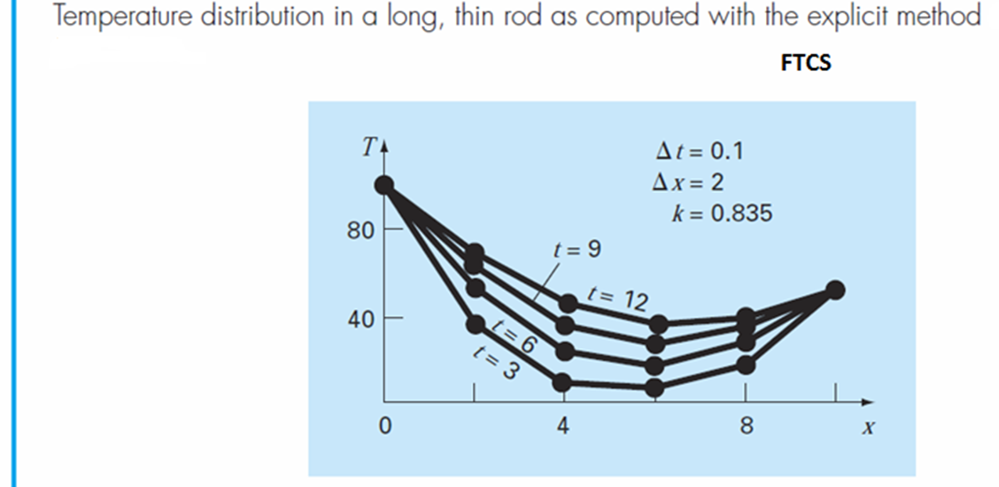 Temperature distribution in a long, thin rod as computed with the explicit method
FTCS
T
Δt = 0.1
Δx = 2
k = 0.835
80
t = 9
t = 12
40
t = 6
t = 3
0 4 8 x